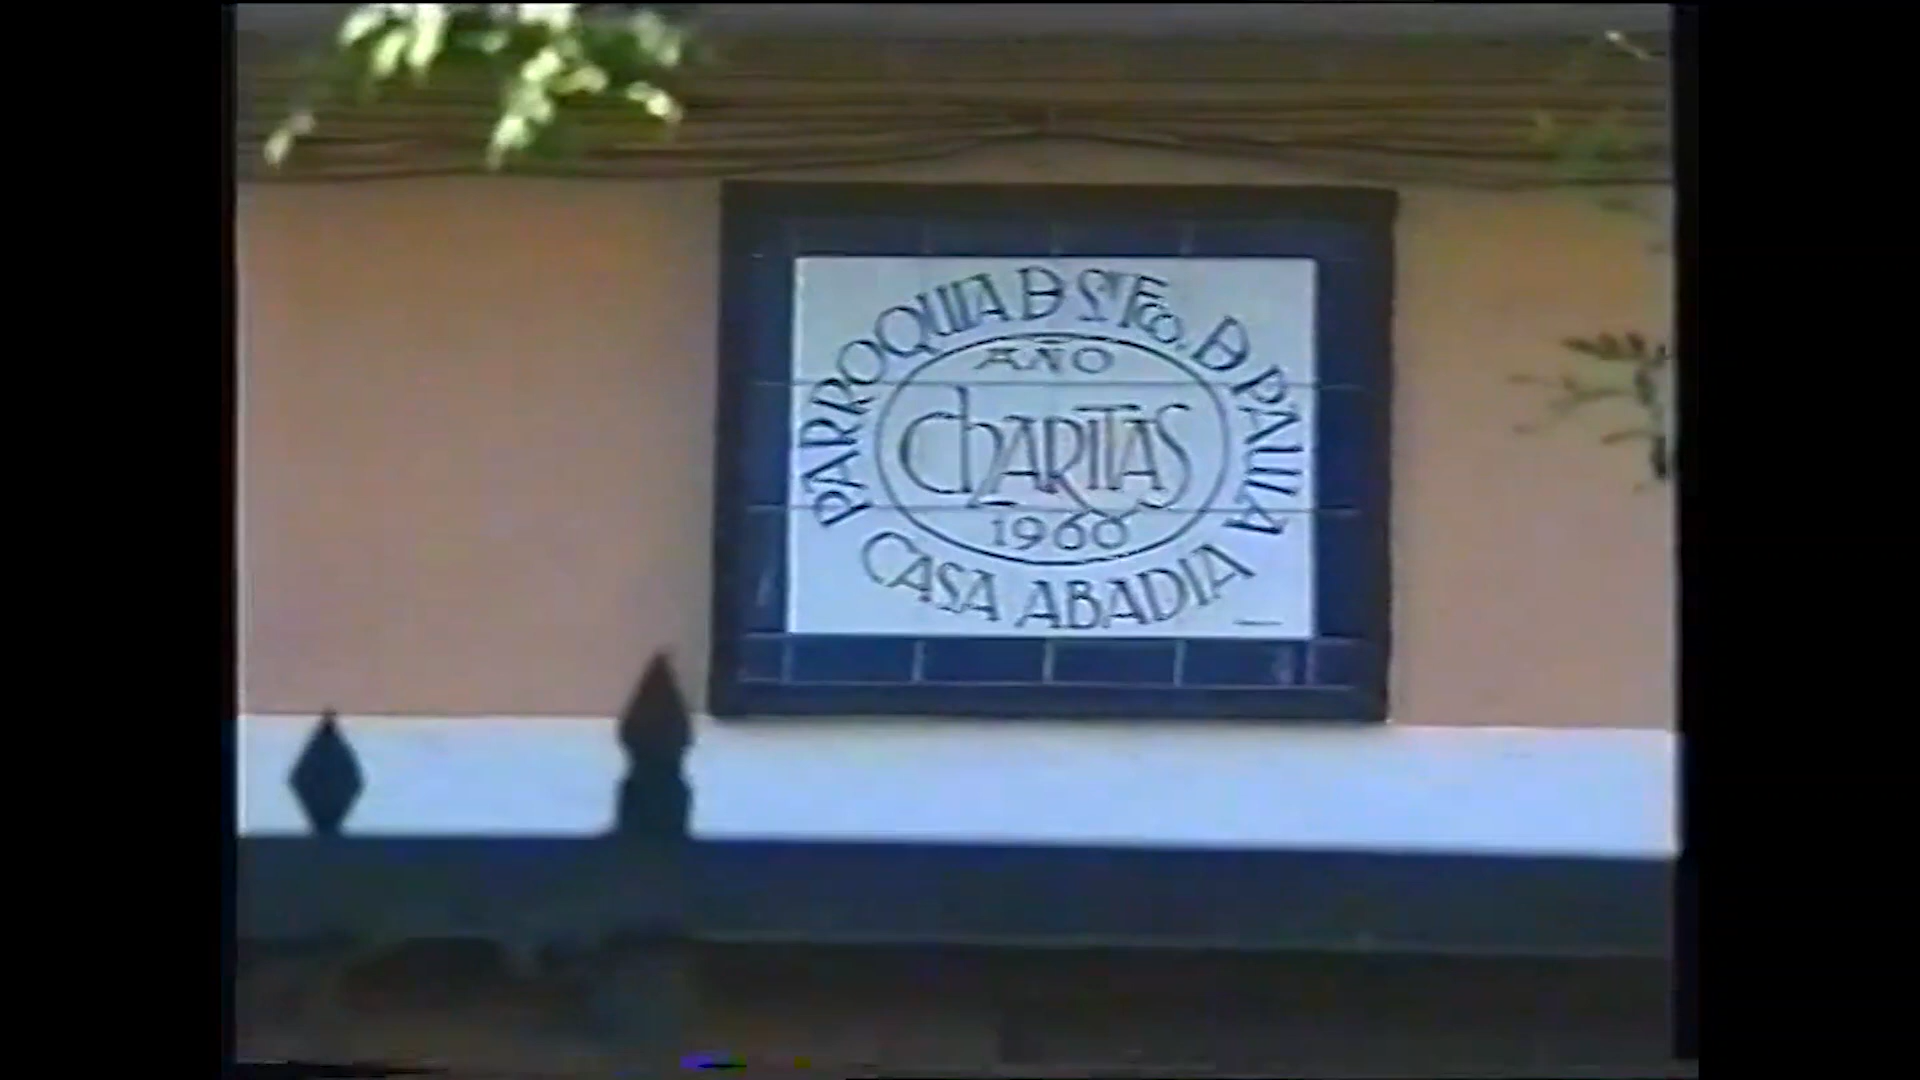 PARROQUIA D S. Fco. D PAULA
AÑO
ChARITAS
1960
CASA ABADIA